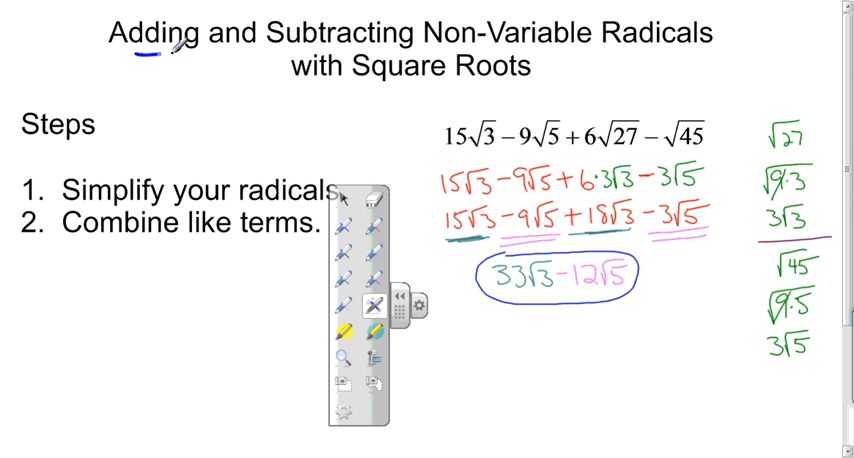 Adding and Subtracting Non-Variable Radicals
with Square Roots
Steps
1. Simplify your radicals
2. Combine like terms.
15√3 − 9√5 + 6√27 − √45
15√3 − 9√5 + 6·3√3 − 3√5
15√3 − 9√5 + 18√3 − 3√5
33√3 − 12√5
√27
√9·3
3√3
√45
√9·5
3√5